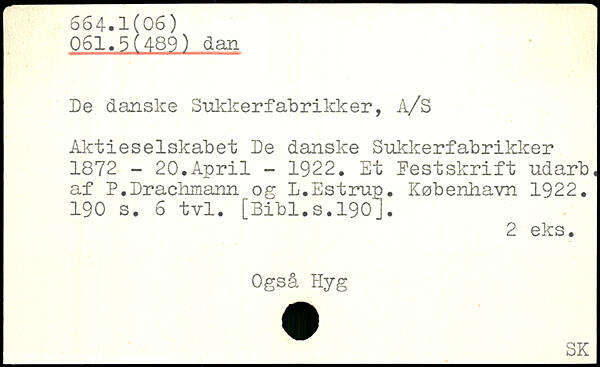 664.1(06)
061.5(489) dan
De danske Sukkerfabrikker, A/S
Aktieselskabet De danske Sukkerfabrikker
1872 - 20.April - 1922. Et Festskrift udarb.
af P.Drachmann og L.Estrup. København 1922.
190 s. 6 tvl. [Bibl.s.190].
2 eks.
Også Hyg
SK